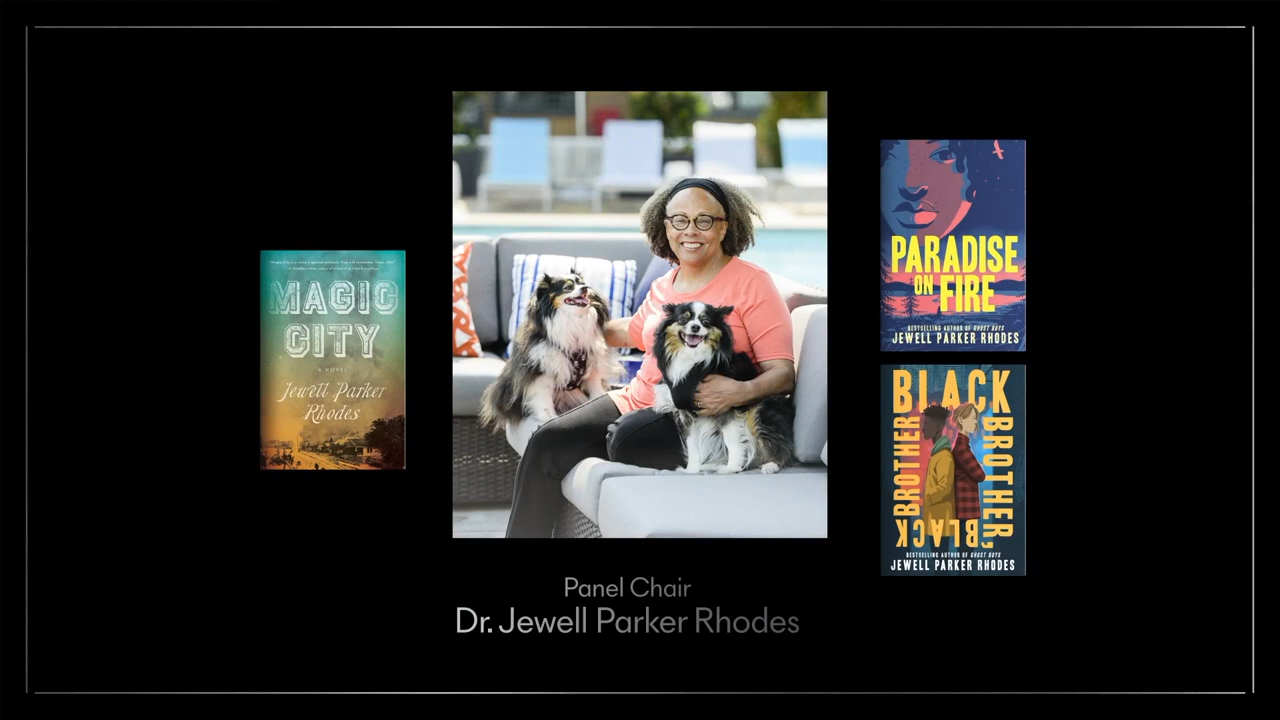 MAGIC
CITY
A NOVEL
Jewell Parker
Rhodes
PARADISE
ON FIRE
BESTSELLING AUTHOR OF GHOST BOYS
JEWELL PARKER RHODES
BLACK
BROTHER,
BLACK
BROTHER
BESTSELLING AUTHOR OF GHOST BOYS
JEWELL PARKER RHODES
Panel Chair
Dr. Jewell Parker Rhodes